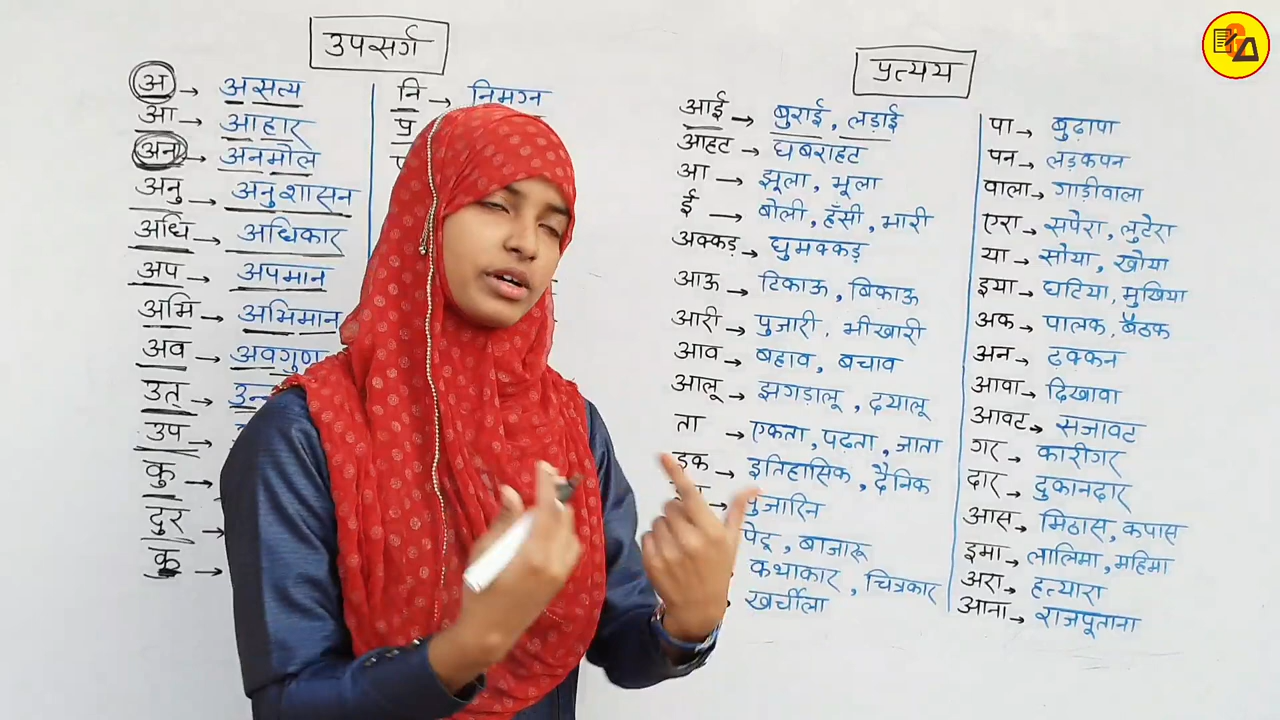 उपसर्ग
अ → असत्य
आ → आहार
अन → अनमोल
अनु → अनुशासन
अधि → अधिकार
अप → अपमान
अभि → अभिमान
अव → अवगुण
उत् →
उप →
कु →
दुर →
क →
नि → निमग्न
प्र
प्रत्यय
आई → बुराई, लड़ाई
आहट → घबराहट
आ → झूला, भूला
ई → बोली, हँसी, भारी
अक्कड़ → घुमक्कड़
आऊ → टिकाऊ, बिकाऊ
आरी → पुजारी, भीखारी
आव → बहाव, बचाव
आलू → झगड़ालू, दयालू
ता → एकता, पढ़ता, जाता
इक → इतिहासिक, दैनिक
→ पुजारिन
पेटू, बाजारू
कथाकार, चित्रकार
खर्चीला
पा → बुढ़ापा
पन → लड़कपन
वाला → गाड़ीवाला
एरा → सपेरा, लुटेरा
या → सोया, खोया
इया → घटिया, मुखिया
अक → पालक, बैठक
अन → ढक्कन
आवा → दिखावा
आवट → सजावट
गर → कारीगर
दार → दुकानदार
आस → मिठास, कपास
इमा → लालिमा, महिमा
अरा → हत्यारा
आना → राजपूताना